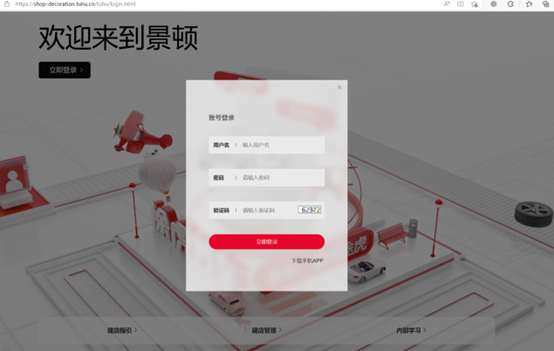 https://shop-decoration.tuhu.cn/tuhu/login.html
欢迎来到景顿
立即登录 >
×
账号登录
用户名 | 输入用户名
密码 | 请输入密码
验证码 | 请输入验证码
立即登录
下载手机APP
金虎
建店指引 >
建店管理 >
内部学习 >